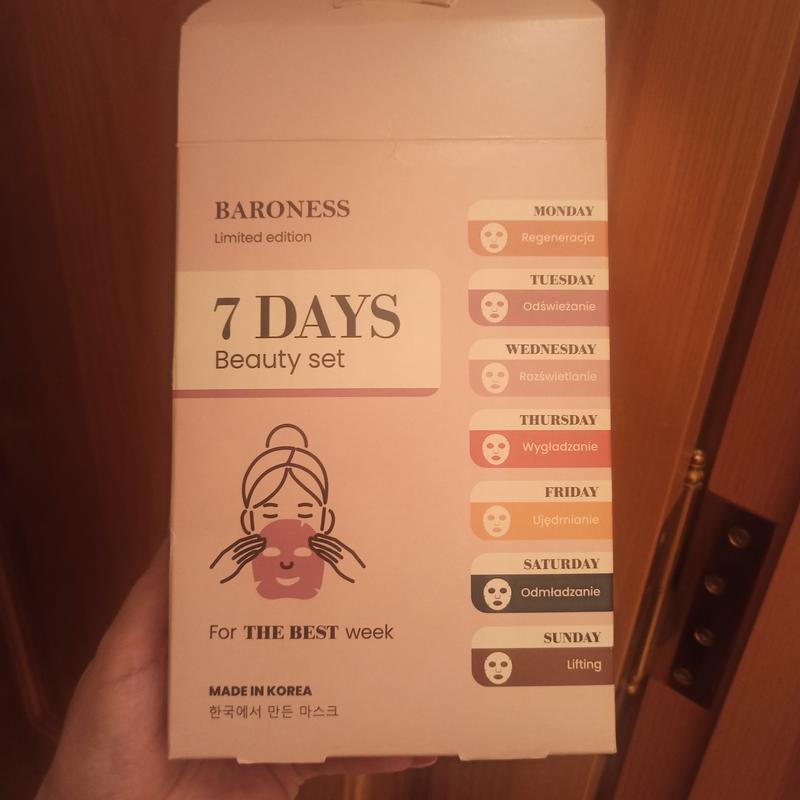 BARONESS
Limited edition
7 DAYS
Beauty set
For THE BEST week
MADE IN KOREA
한국에서 만든 마스크
MONDAY
Regeneracja
TUESDAY
Odświeżanie
WEDNESDAY
Rozświetlanie
THURSDAY
Wygładzanie
FRIDAY
Ujędrnianie
SATURDAY
Odmładzanie
SUNDAY
Lifting